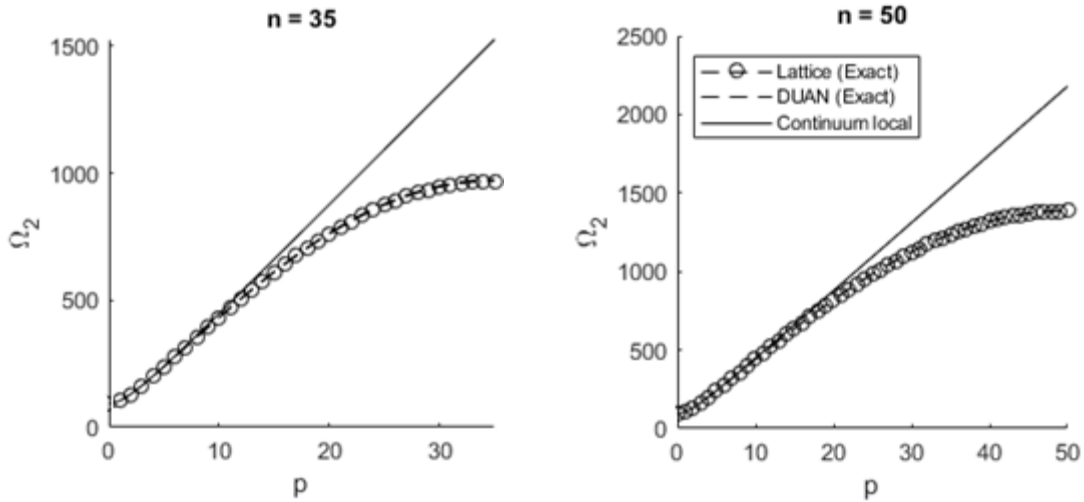 n = 35
1500
1000
500
0
0 10 20 30
p
Ω2
n = 50
2500
2000
1500
1000
500
0
0 10 20 30 40 50
p
Ω2
Lattice (Exact)
DUAN (Exact)
Continuum local